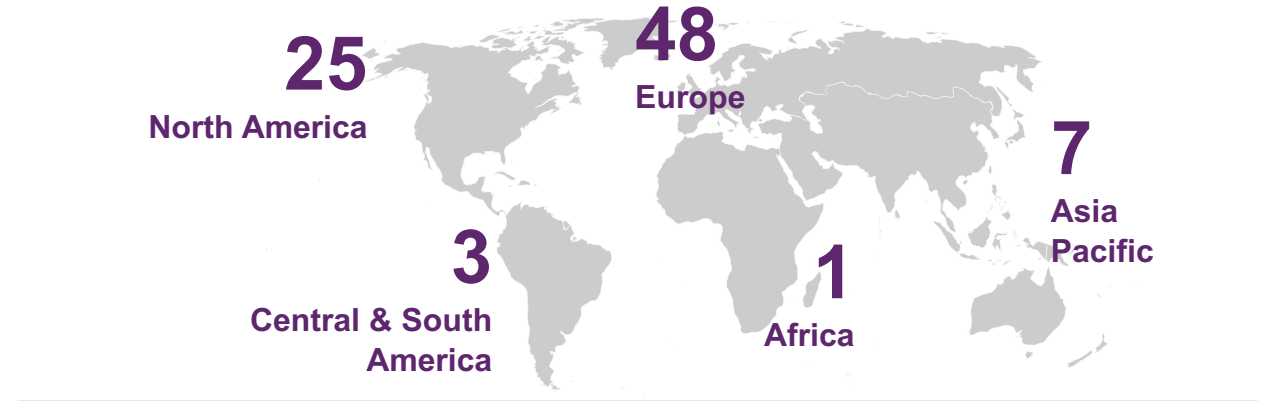 25
North America
48
Europe
7
Asia
Pacific
3
Central & South
America
1
Africa